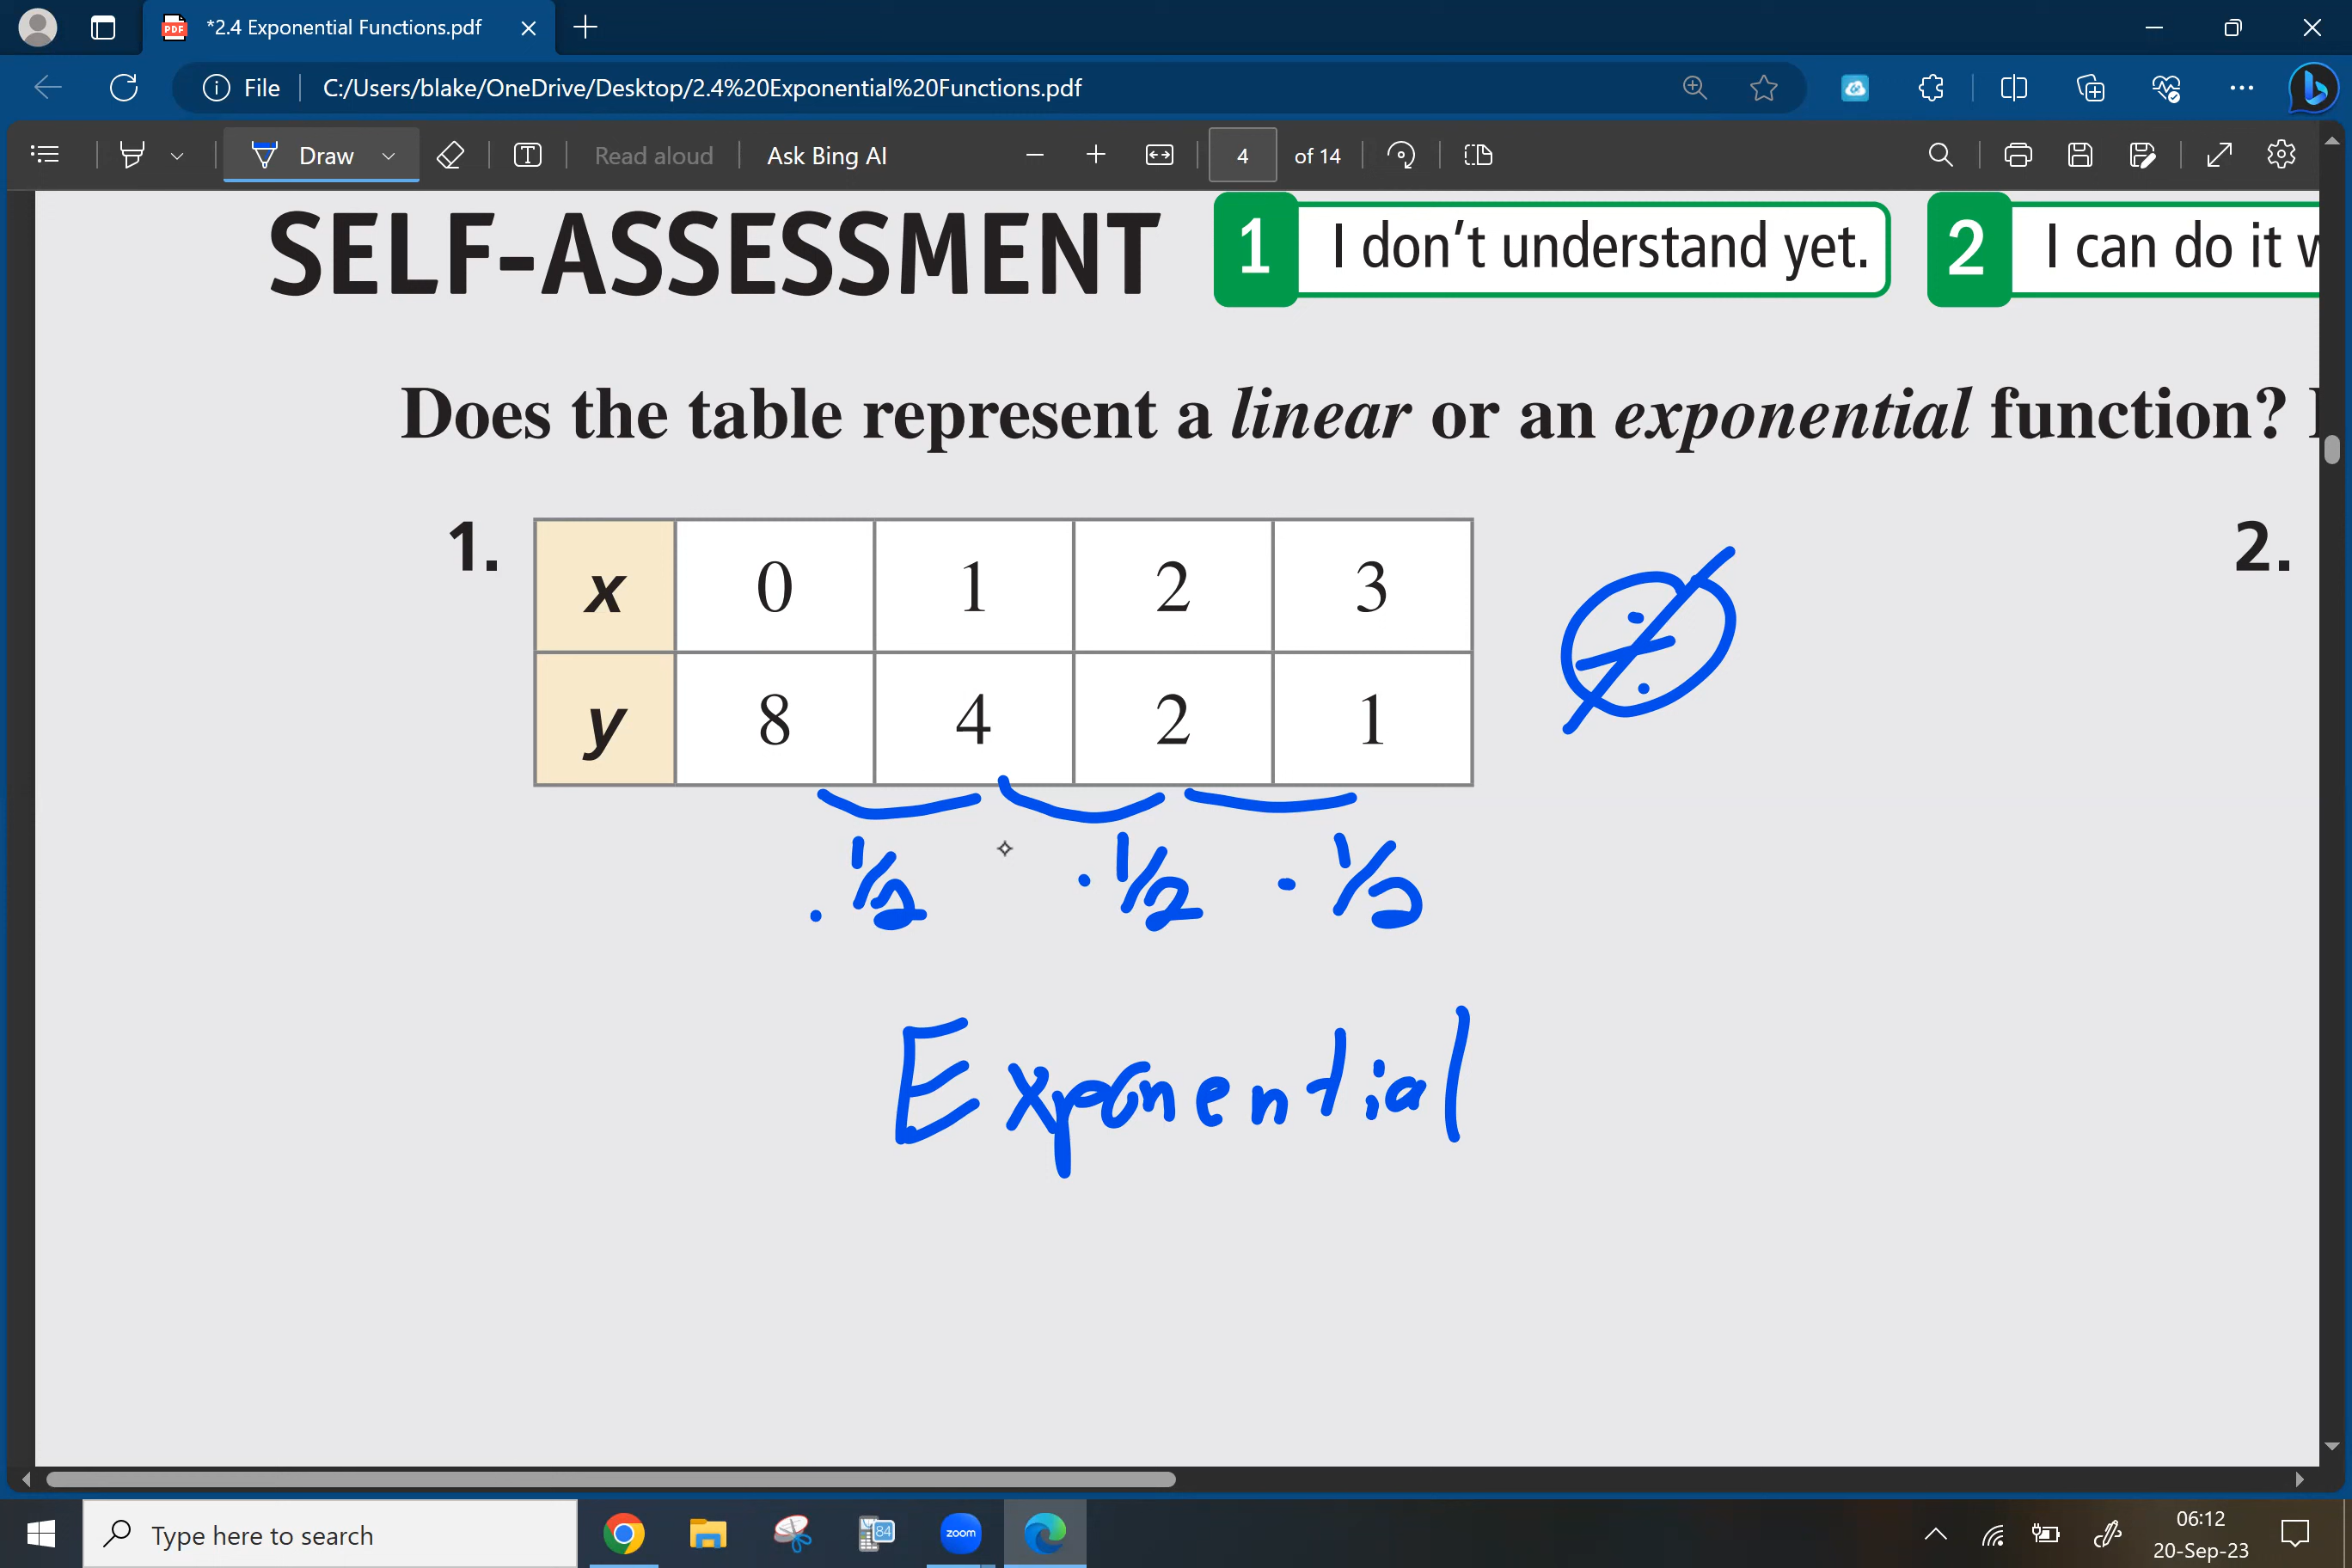 *2.4 Exponential Functions.pdf
File C:/Users/blake/OneDrive/Desktop/2.4%20Exponential%20Functions.pdf
Draw Read aloud Ask Bing AI 4 of 14
SELF-ASSESSMENT 1 I don't understand yet. 2 I can do it
Does the table represent a linear or an exponential function?
1. x 0 1 2 3 2.
y 8 4 2 1
÷
· 1/2 · 1/2 · 1/2
Exponential
Type here to search 84 zoom 06:12
20-Sep-23